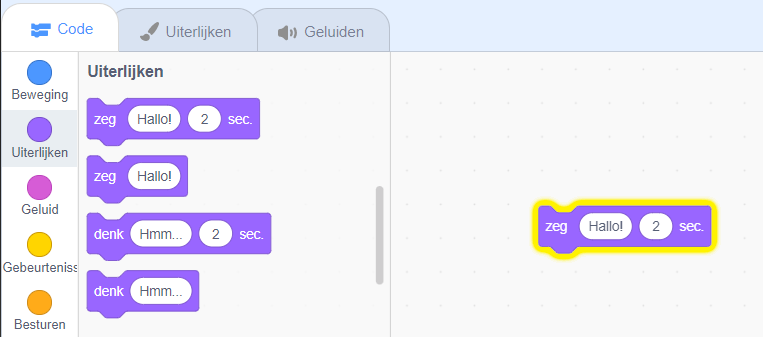 Code
Uiterlijken
Geluiden
Beweging
Uiterlijken
Geluid
Gebeurteniss
Besturen
Uiterlijken
zeg Hallo! 2 sec.
zeg Hallo!
denk Hmm... 2 sec.
denk Hmm...
zeg Hallo! 2 sec.